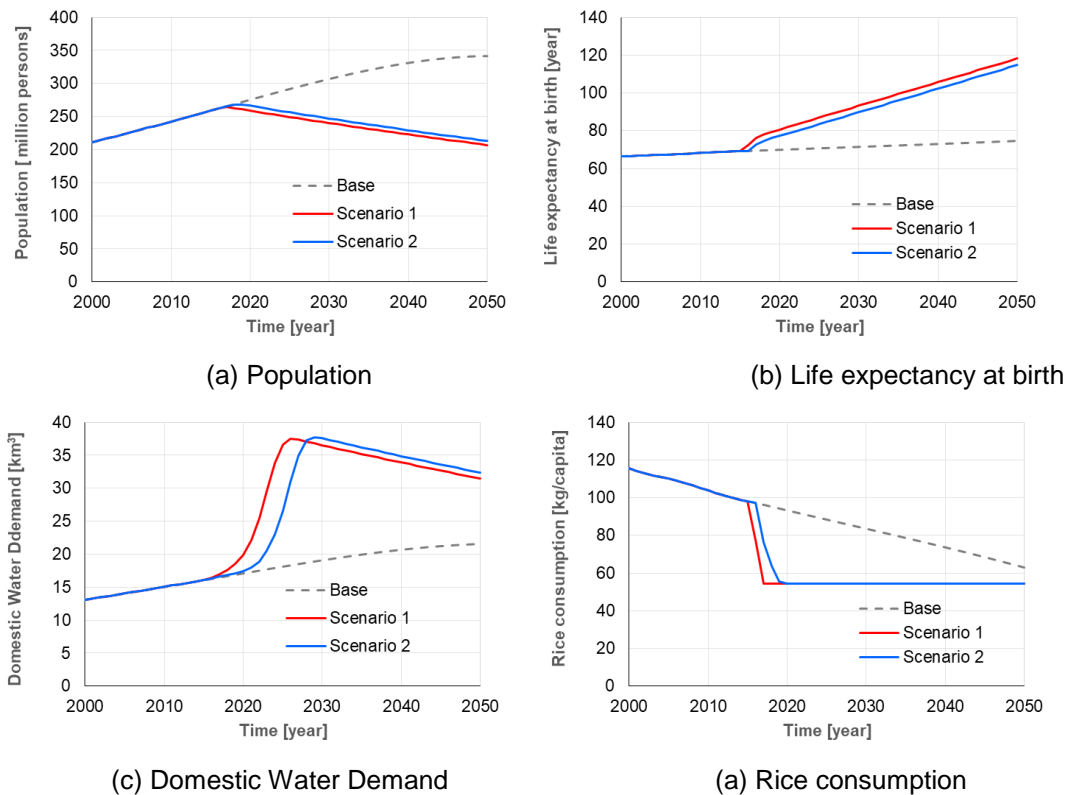 400
350
300
250
200
150
100
50
0
Population [ million persons]
Base
Scenario 1
Scenario 2
2000 2010 2020 2030 2040 2050
Time [year]
(a) Population
140
120
100
80
60
40
20
0
Life expectancy at birth [year]
Base
Scenario 1
Scenario 2
2000 2010 2020 2030 2040 2050
Time [year]
(b) Life expectancy at birth
40
35
30
25
20
15
10
5
0
Domestic Water Ddemand [km³]
Base
Scenario 1
Scenario 2
2000 2010 2020 2030 2040 2050
Time [year]
(c) Domestic Water Demand
140
120
100
80
60
40
20
0
Rice consumption [kg/capita]
Base
Scenario 1
Scenario 2
2000 2010 2020 2030 2040 2050
Time [year]
(a) Rice consumption